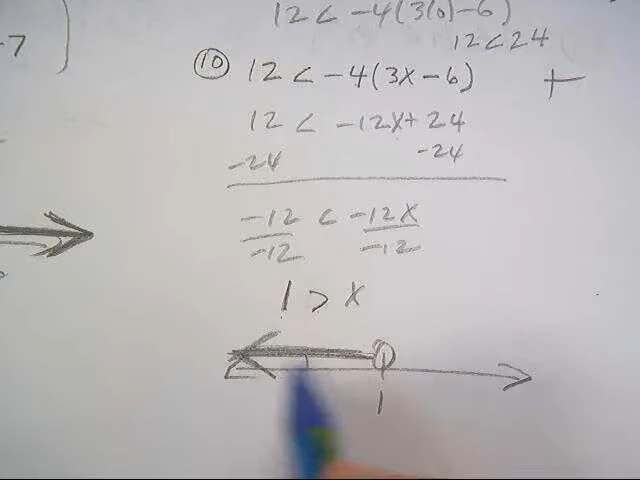 12 < -4(3(0)-6)
12 < 24
-7 )
⑩ 12 < -4(3x-6)
12 < -12x+24
-24 -24
-12 < -12x
-12 -12
1 > x
1